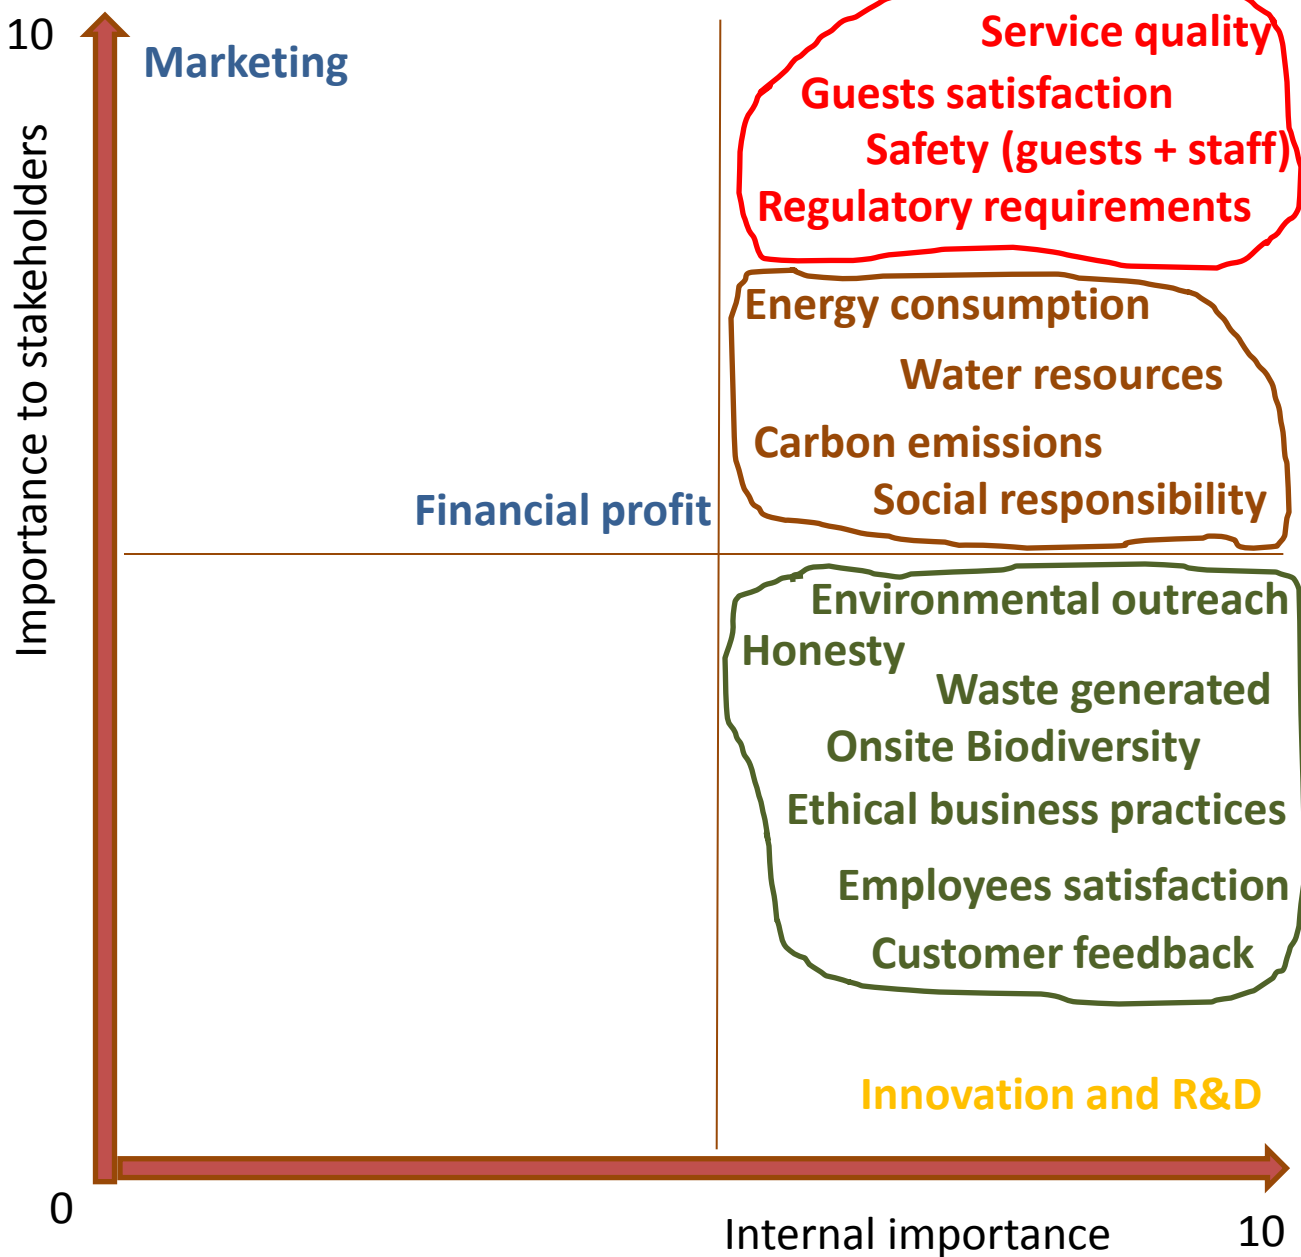 10
Marketing
Service quality
Guests satisfaction
Safety (guests + staff)
Regulatory requirements
Importance to stakeholders
Energy consumption
Water resources
Carbon emissions
Social responsibility
Financial profit
Environmental outreach
Honesty
Waste generated
Onsite Biodiversity
Ethical business practices
Employees satisfaction
Customer feedback
Innovation and R&D
0
Internal importance
10